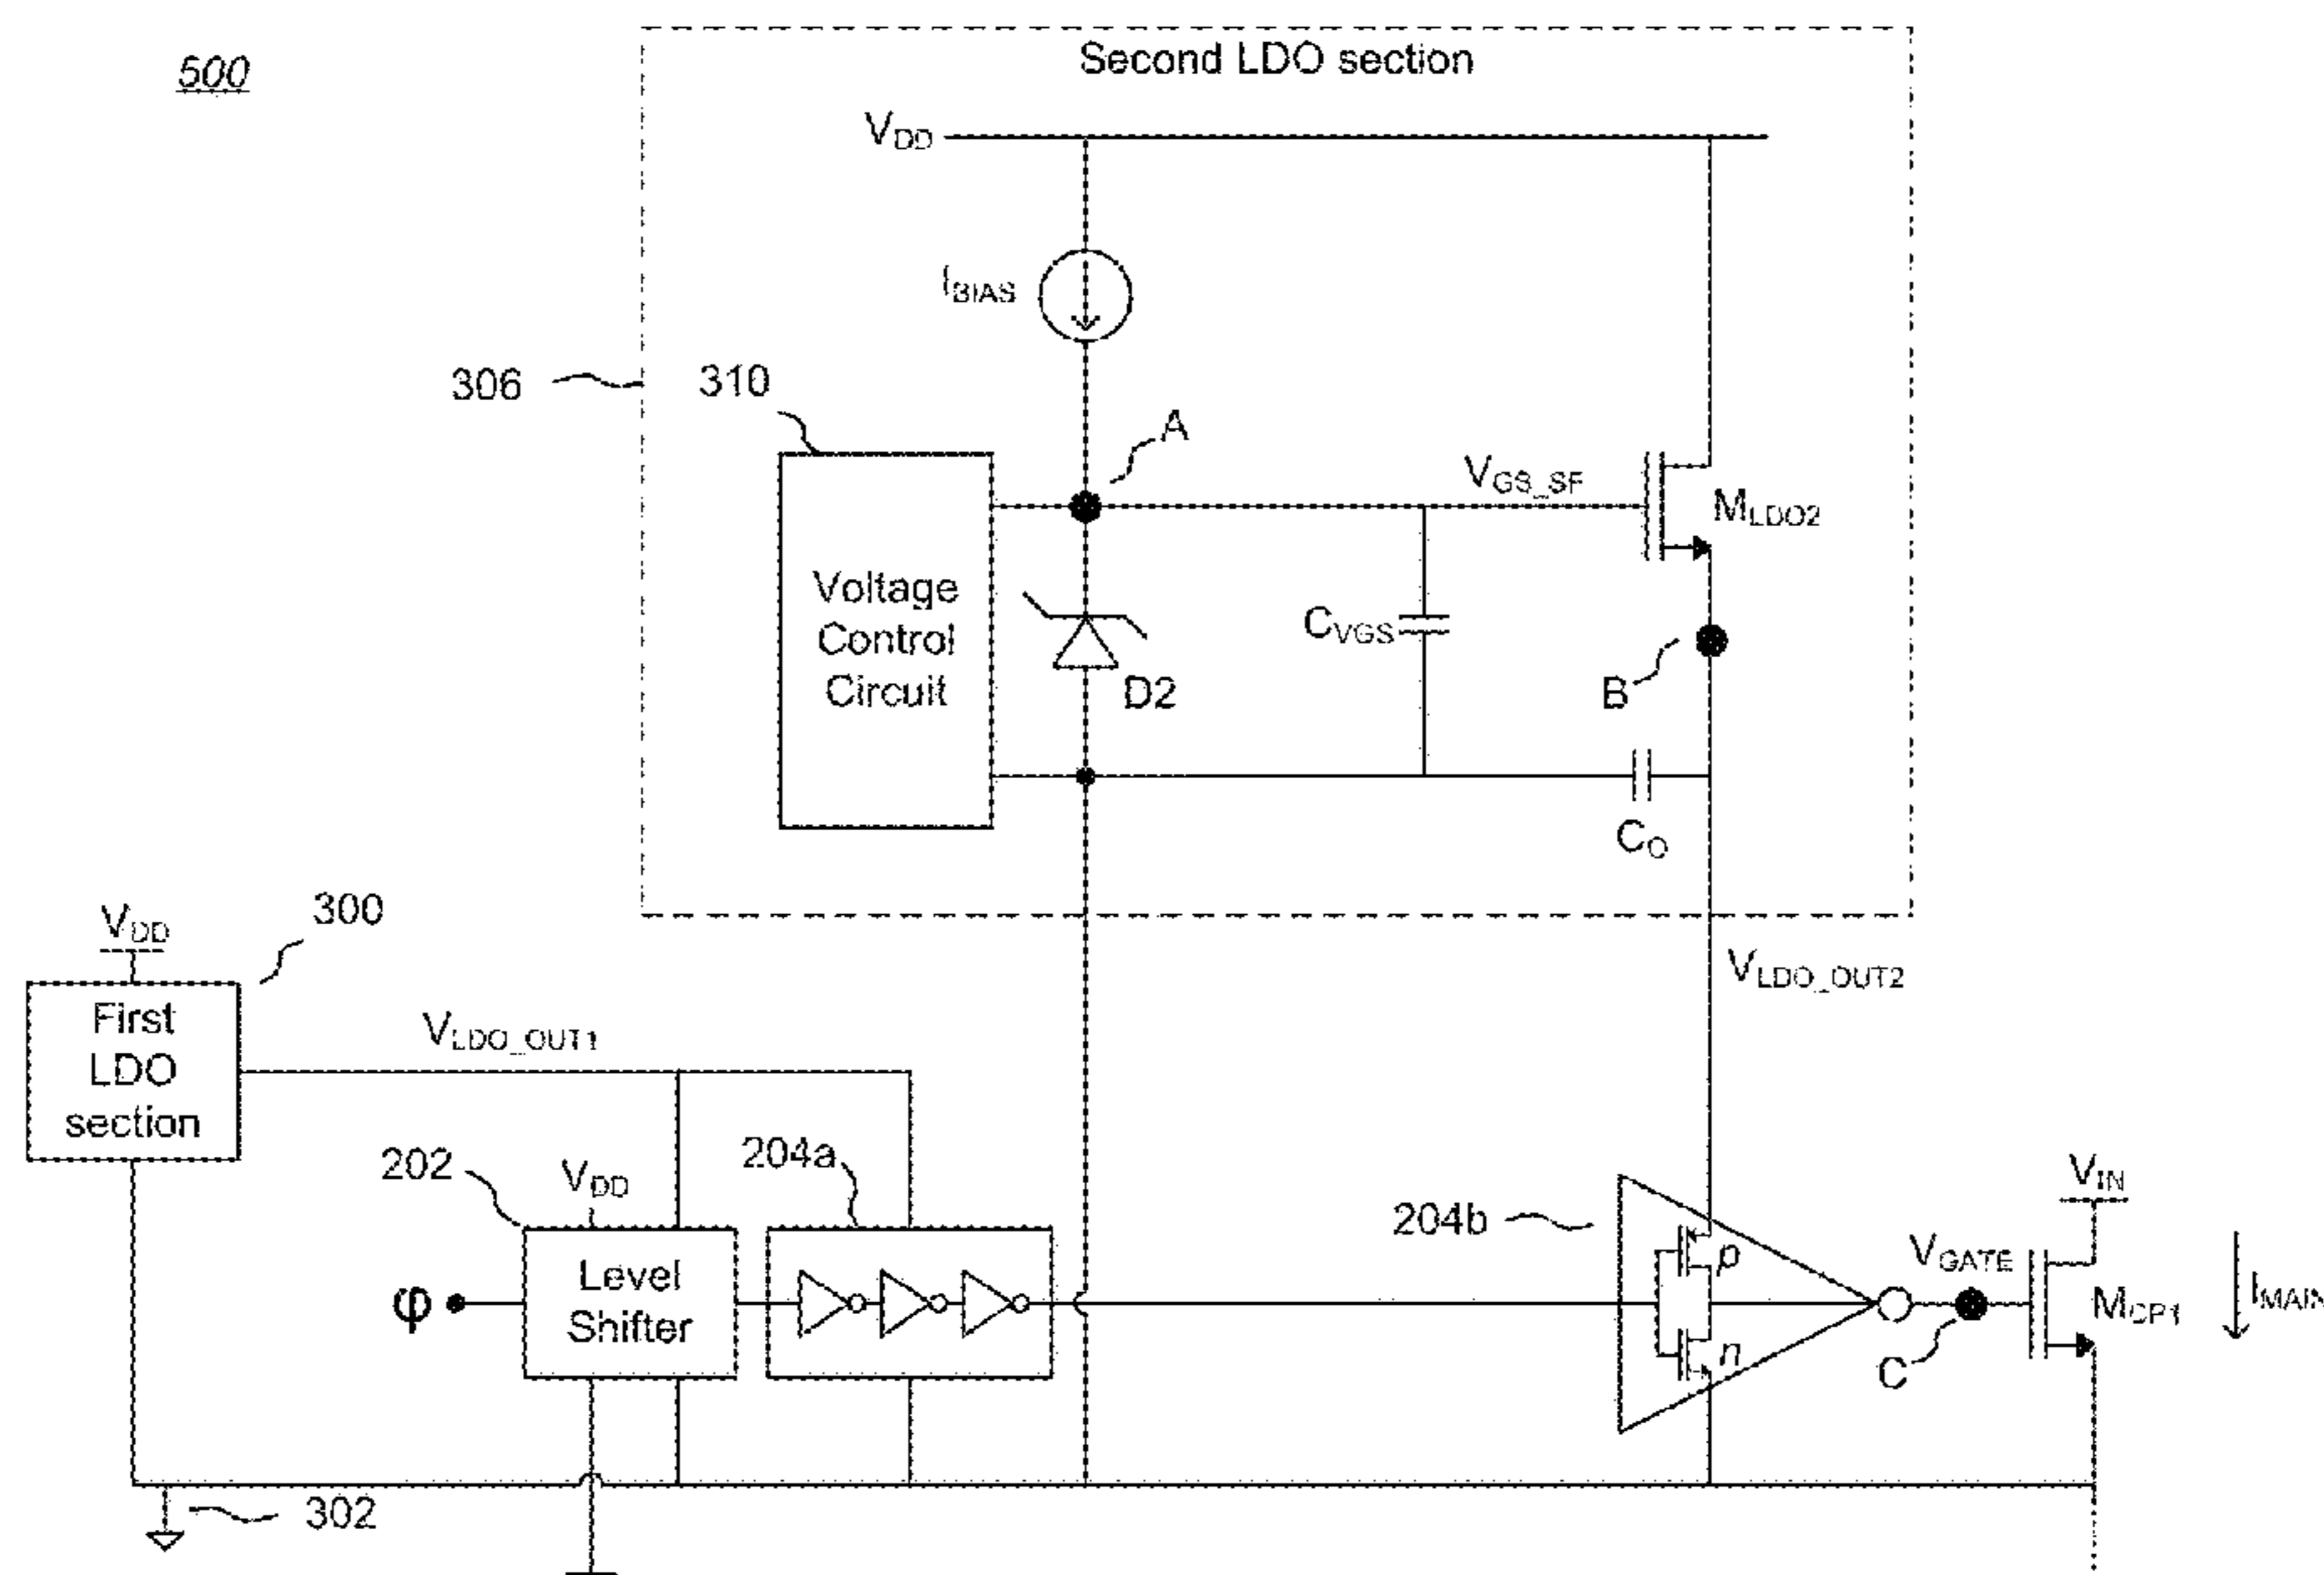 500
Second LDO section
VDD
IBIAS
306
310
A
VGS_SF
MLDO2
Voltage
Control
Circuit
CVGS
D2
B
CO
VDD
300
First
LDO
section
VLDO_OUT1
VLDO_OUT2
202
VDD
204a
204b
VIN
φ
Level
Shifter
p
n
VGATE
MCP1
IMAIN
C
302